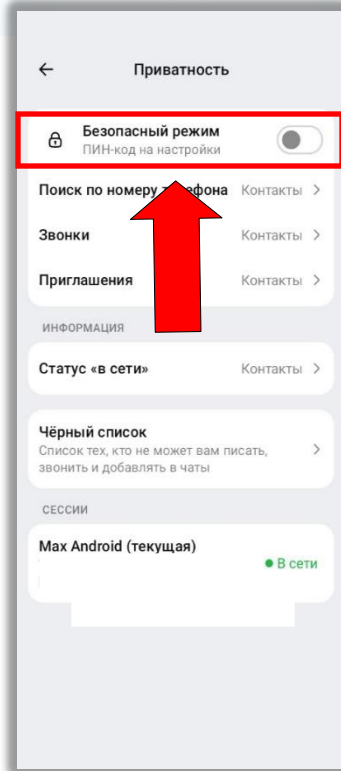 Приватность
Безопасный режим
ПИН-код на настройки
Поиск по номеру телефона Контакты
Звонки Контакты
Приглашения Контакты
ИНФОРМАЦИЯ
Статус «в сети» Контакты
Чёрный список
Список тех, кто не может вам писать,
звонить и добавлять в чаты
СЕССИИ
Max Android (текущая)
В сети